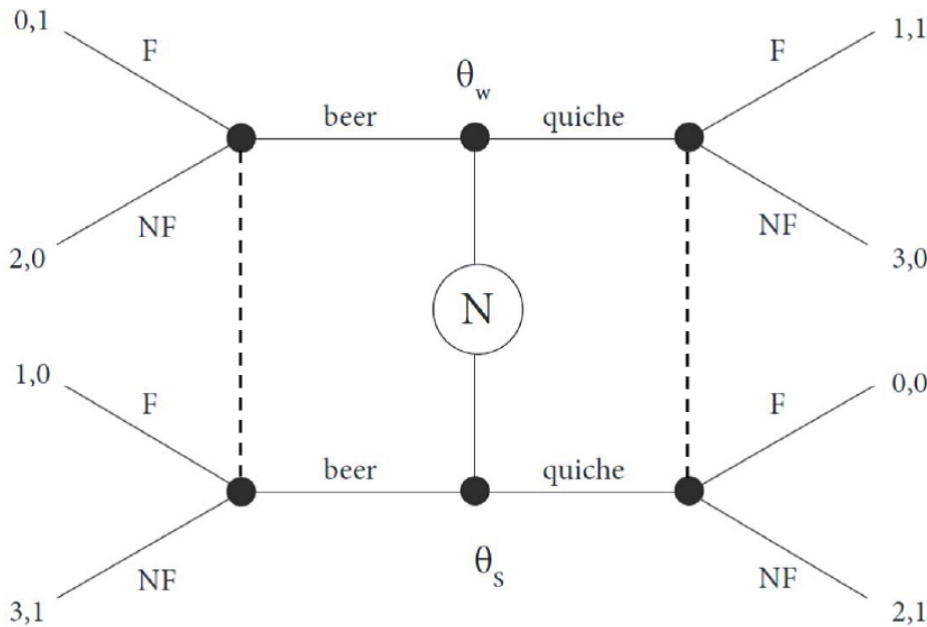 0,1
1,1
F
F
θw
beer
quiche
NF
NF
2,0
3,0
N
1,0
0,0
F
F
beer
quiche
θs
NF
NF
3,1
2,1